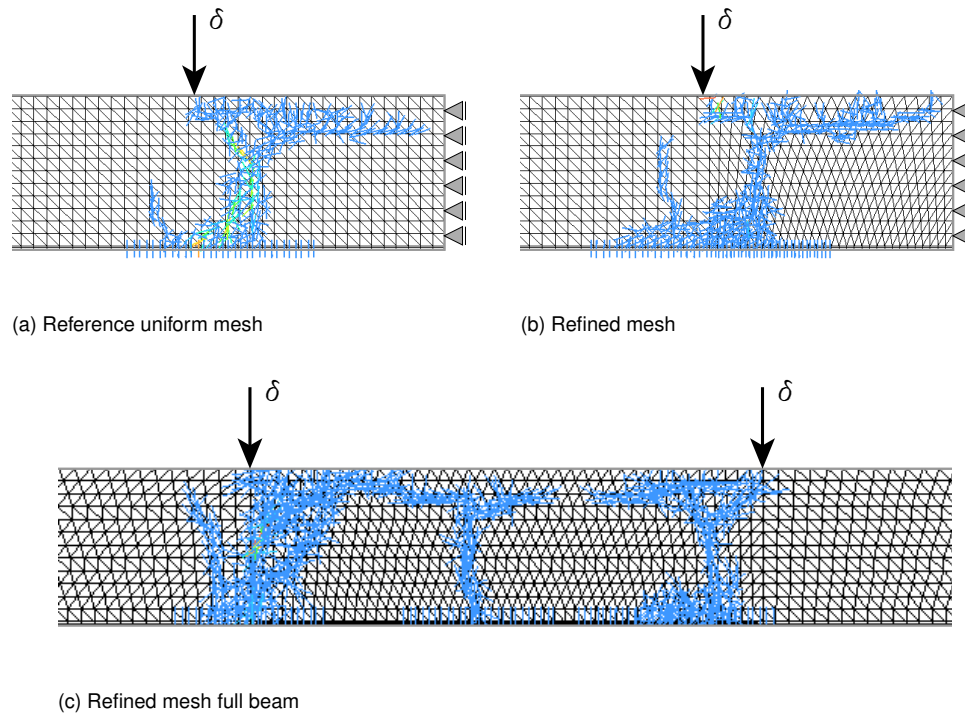 δ
δ
(a) Reference uniform mesh
(b) Refined mesh
δ
δ
(c) Refined mesh full beam